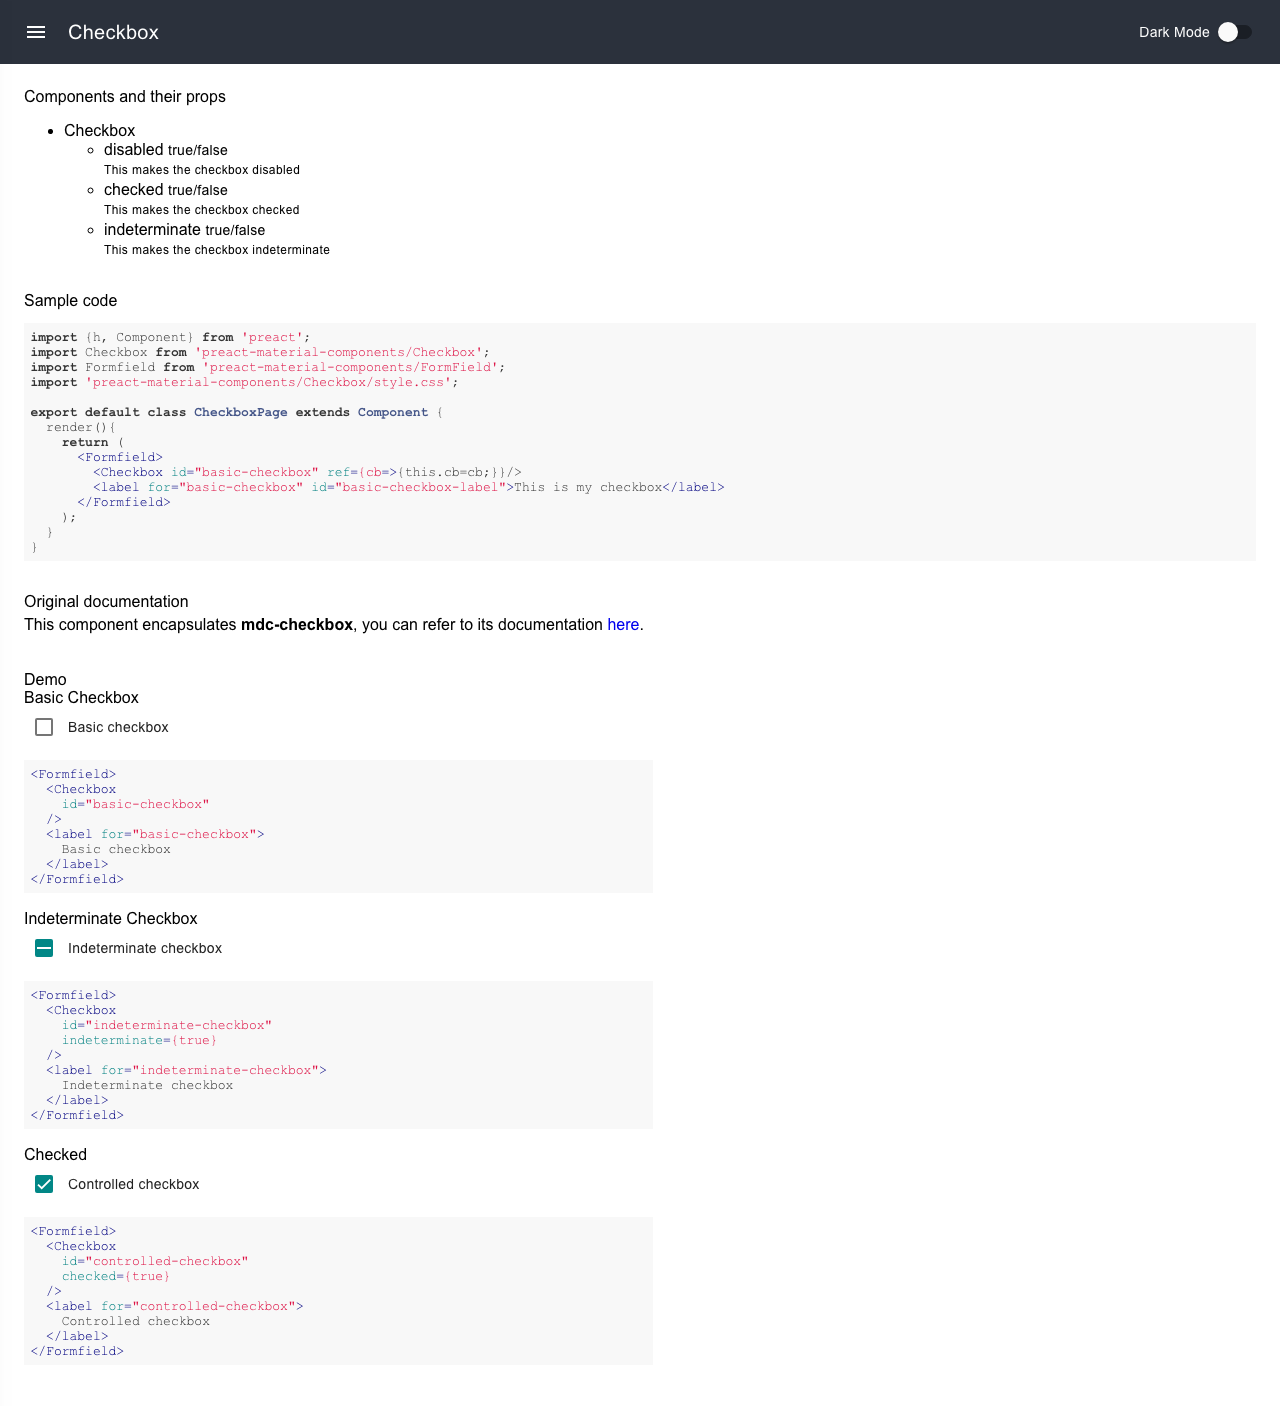 Checkbox
Dark Mode
Components and their props
Checkbox
disabled true/false
This makes the checkbox disabled
checked true/false
This makes the checkbox checked
indeterminate true/false
This makes the checkbox indeterminate
Sample code
import {h, Component} from 'preact';
import Checkbox from 'preact-material-components/Checkbox';
import Formfield from 'preact-material-components/FormField';
import 'preact-material-components/Checkbox/style.css';
export default class CheckboxPage extends Component {
  render(){
    return (
      <Formfield>
        <Checkbox id="basic-checkbox" ref={cb=>{this.cb=cb;}}/>
        <label for="basic-checkbox" id="basic-checkbox-label">This is my checkbox</label>
      </Formfield>
    );
  }
}
Original documentation
This component encapsulates mdc-checkbox, you can refer to its documentation here.
Demo
Basic Checkbox
Basic checkbox
<Formfield>
  <Checkbox
    id="basic-checkbox"
  />
  <label for="basic-checkbox">
    Basic checkbox
  </label>
</Formfield>
Indeterminate Checkbox
Indeterminate checkbox
<Formfield>
  <Checkbox
    id="indeterminate-checkbox"
    indeterminate={true}
  />
  <label for="indeterminate-checkbox">
    Indeterminate checkbox
  </label>
</Formfield>
Checked
Controlled checkbox
<Formfield>
  <Checkbox
    id="controlled-checkbox"
    checked={true}
  />
  <label for="controlled-checkbox">
    Controlled checkbox
  </label>
</Formfield>